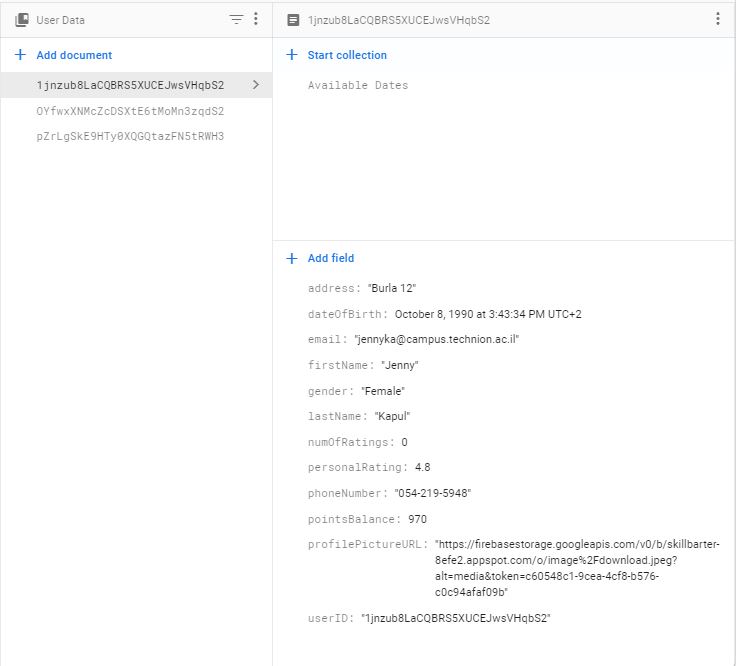 User Data
Add document
1jnzub8LaCQBRS5XUCEJwsVHqbS2
OYfwxXNMcZcDSXtE6tMoMn3zqdS2
pZrLgSkE9HTy0XQGQtazFN5tRWH3
1jnzub8LaCQBRS5XUCEJwsVHqbS2
Start collection
Available Dates
Add field
address: "Burla 12"
dateOfBirth: October 8, 1990 at 3:43:34 PM UTC+2
email: "jennyka@campus.technion.ac.il"
firstName: "Jenny"
gender: "Female"
lastName: "Kapul"
numOfRatings: 0
personalRating: 4.8
phoneNumber: "054-219-5948"
pointsBalance: 970
profilePictureURL: "https://firebasestorage.googleapis.com/v0/b/skillbarter-
8efe2.appspot.com/o/image%2Fdownload.jpeg?
alt=media&token=c60548c1-9cea-4cf8-b576-
c0c94afaf09b"
userID: "1jnzub8LaCQBRS5XUCEJwsVHqbS2"